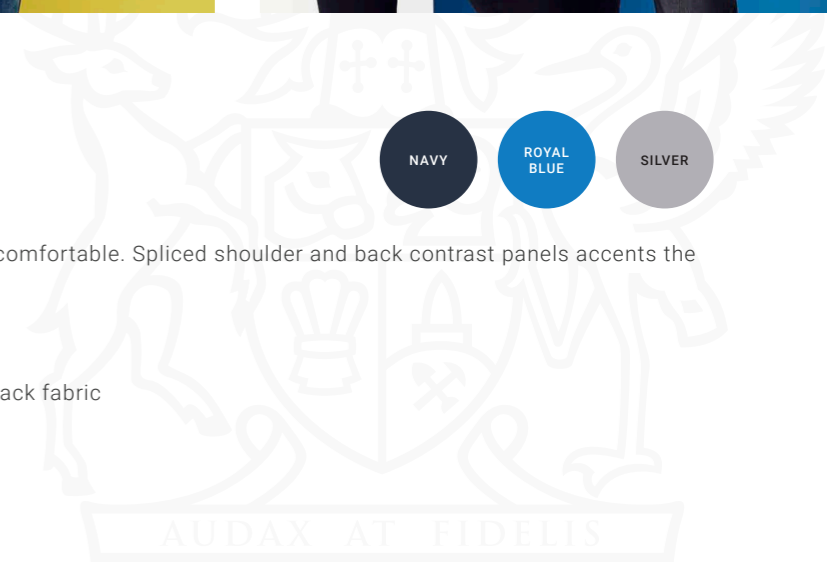 NAVY
ROYAL
BLUE
SILVER
comfortable. Spliced shoulder and back contrast panels accents the
ack fabric
AUDAX AT FIDELIS